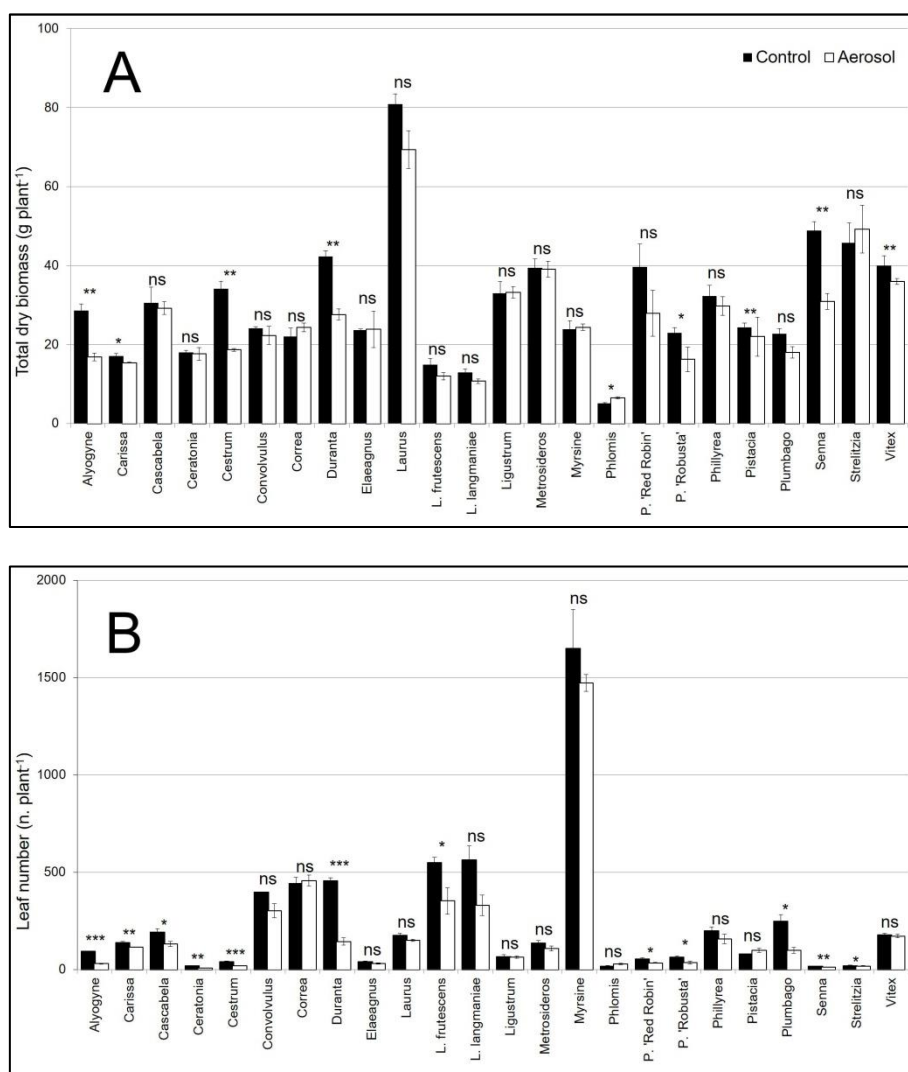 A
Control Aerosol
Total dry biomass (g plant-1)
100
80
60
40
20
0
** * ns ns ** ns ns ** ns ns ns ns ns ns ns * ns * ns ** ns ** ns **
Alyogyne
Carissa
Cascabela
Ceratonia
Cestrum
Convolvulus
Correa
Duranta
Elaeagnus
Laurus
L. frutescens
L. langmaniae
Ligustrum
Metrosideros
Myrsine
Phlomis
P. 'Red Robin'
P. 'Robusta'
Phillyrea
Pistacia
Plumbago
Senna
Strelitzia
Vitex
B
Leaf number (n. plant-1)
2000
1500
1000
500
0
*** ** * ** *** ns ns *** ns ns * ns ns ns ns ns * * ns ns * ** * ns
Alyogyne
Carissa
Cascabela
Ceratonia
Cestrum
Convolvulus
Correa
Duranta
Elaeagnus
Laurus
L. frutescens
L. langmaniae
Ligustrum
Metrosideros
Myrsine
Phlomis
P. 'Red Robin'
P. 'Robusta'
Phillyrea
Pistacia
Plumbago
Senna
Strelitzia
Vitex